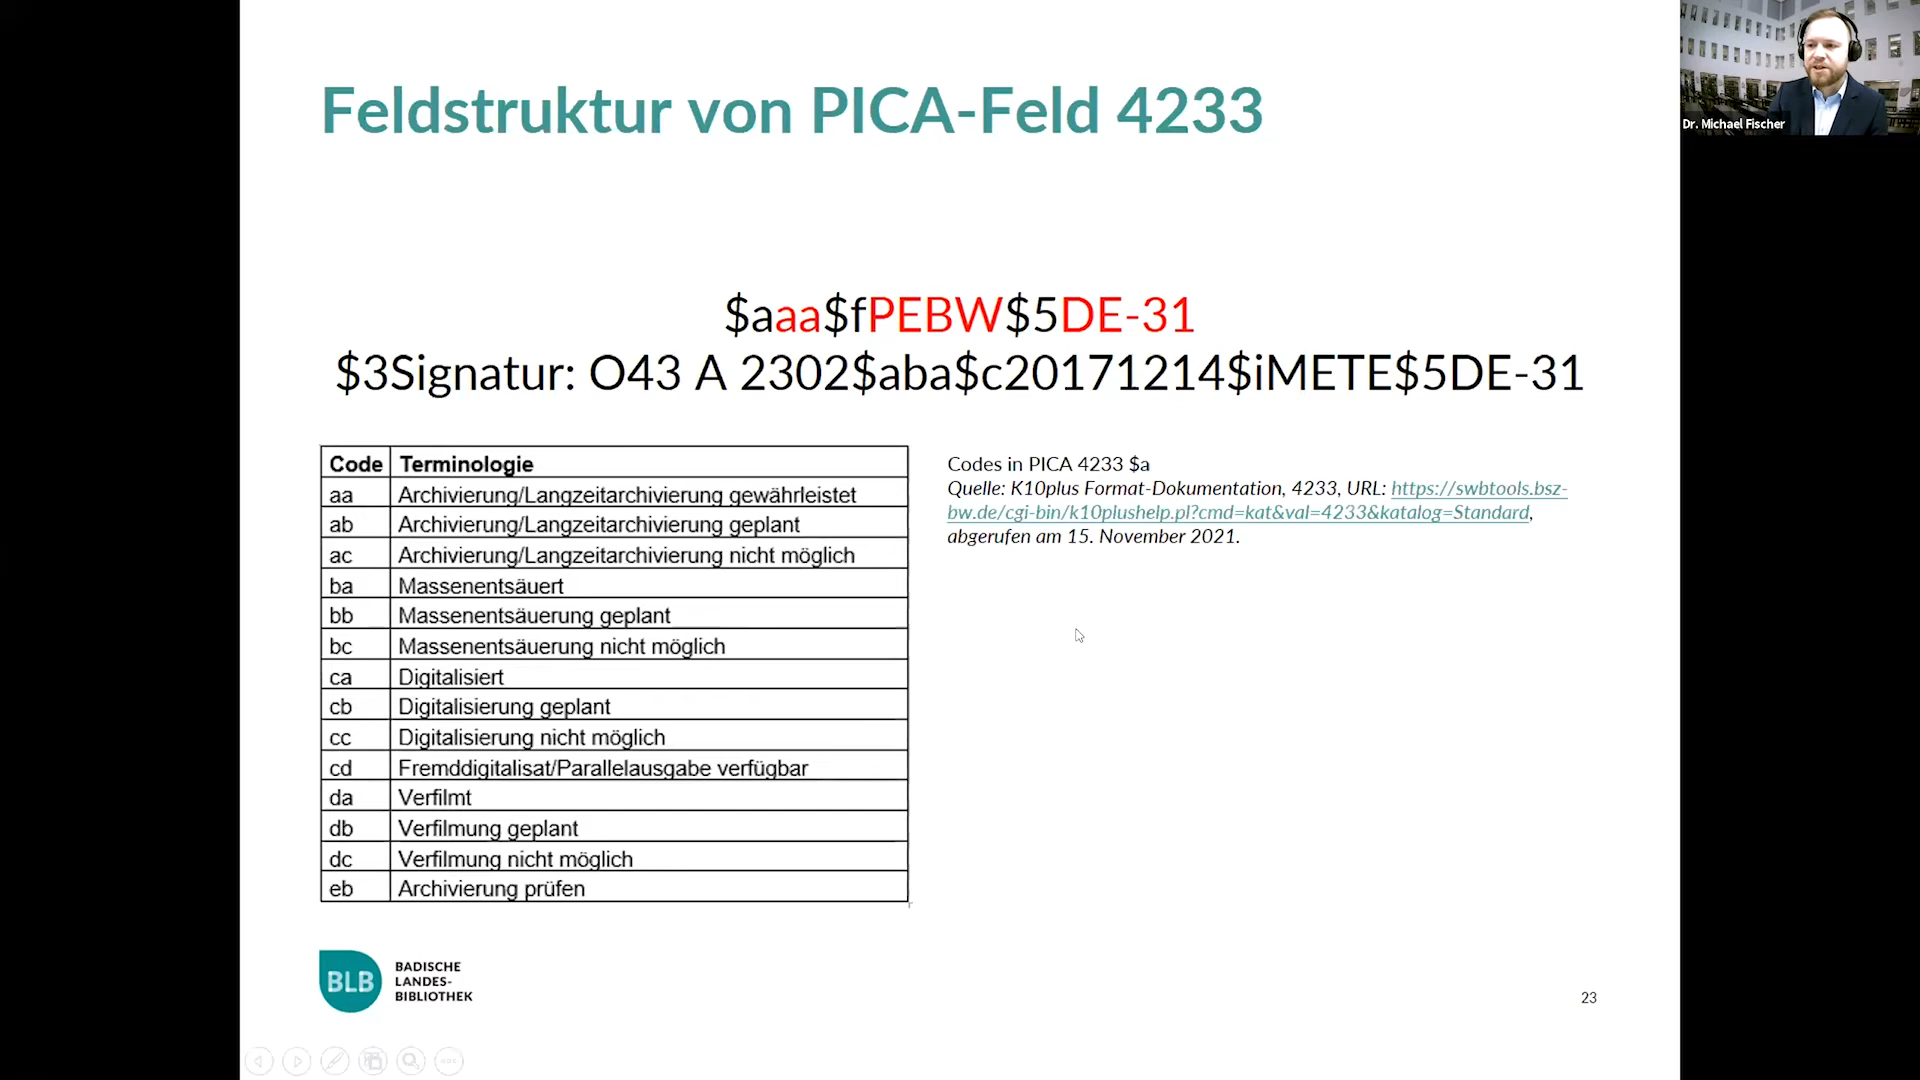 Feldstruktur von PICA-Feld 4233
Dr. Michael Fischer
$aaa$fPEBW$5DE-31
$3Signatur: O43 A 2302$aba$c20171214$iMETE$5DE-31
Code Terminologie
aa Archivierung/Langzeitarchivierung gewährleistet
ab Archivierung/Langzeitarchivierung geplant
ac Archivierung/Langzeitarchivierung nicht möglich
ba Massenentsäuert
bb Massenentsäuerung geplant
bc Massenentsäuerung nicht möglich
ca Digitalisiert
cb Digitalisierung geplant
cc Digitalisierung nicht möglich
cd Fremddigitalisat/Parallelausgabe verfügbar
da Verfilmt
db Verfilmung geplant
dc Verfilmung nicht möglich
eb Archivierung prüfen
Codes in PICA 4233 $a
Quelle: K10plus Format-Dokumentation, 4233, URL: https://swbtools.bsz-
bw.de/cgi-bin/k10plushelp.pl?cmd=kat&val=4233&katalog=Standard,
abgerufen am 15. November 2021.
BLB
BADISCHE
LANDES-
BIBLIOTHEK
23